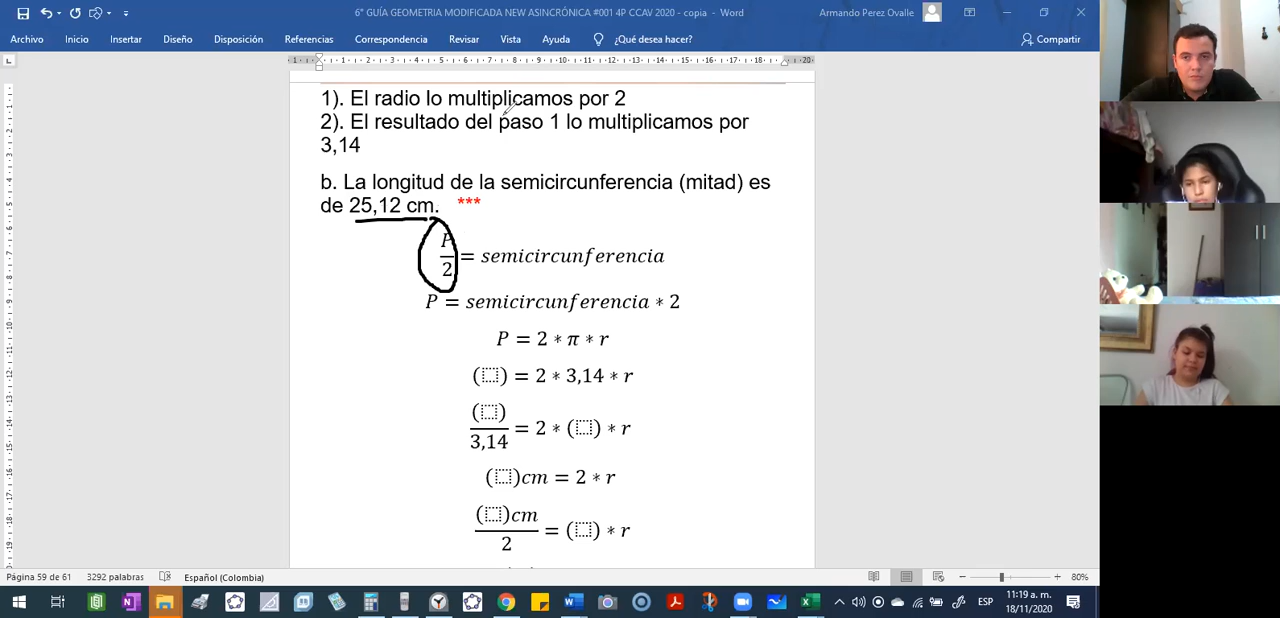 6° GUÍA GEOMETRIA MODIFICADA NEW ASINCRÓNICA #001 4P CCAV 2020 - copia - Word
Armando Perez Ovalle
Archivo Inicio Insertar Diseño Disposición Referencias Correspondencia Revisar Vista Ayuda ¿Qué desea hacer? Compartir
1). El radio lo multiplicamos por 2
2). El resultado del paso 1 lo multiplicamos por
3,14
b. La longitud de la semicircunferencia (mitad) es
de 25,12 cm. ***
P/2 = semicircunferencia
P = semicircunferencia * 2
P = 2 * π * r
(⬚) = 2 * 3,14 * r
(⬚)/3,14 = 2 * (⬚) * r
(⬚)cm = 2 * r
(⬚)cm/2 = (⬚) * r
Página 59 de 61 3292 palabras Español (Colombia) 80%
ESP 11:19 a. m.
18/11/2020